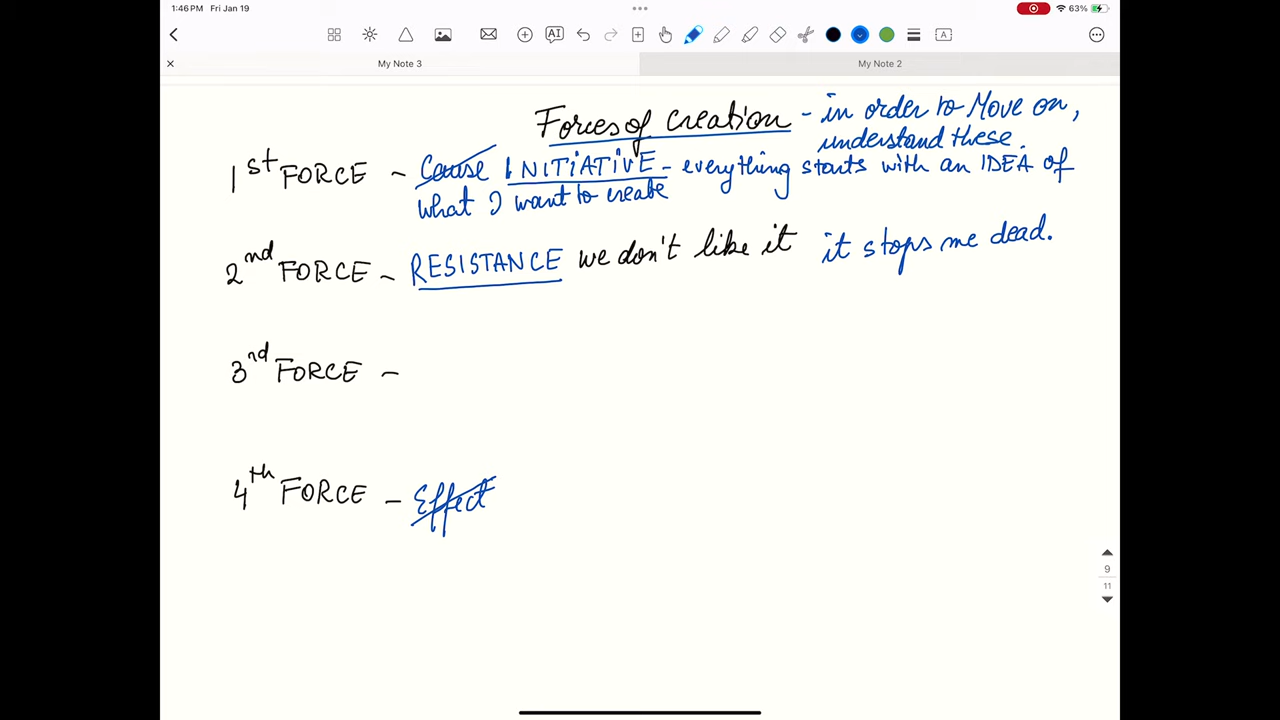 1:46 PM Fri Jan 19
63%
My Note 3
My Note 2
Forces of Creation - in order to Move on,
understand these.
1st FORCE - Cause INITIATIVE - everything starts with an IDEA of
what I want to create
2nd FORCE - RESISTANCE we don't like it it stops me dead.
3rd FORCE -
4th FORCE - Effect
9
11